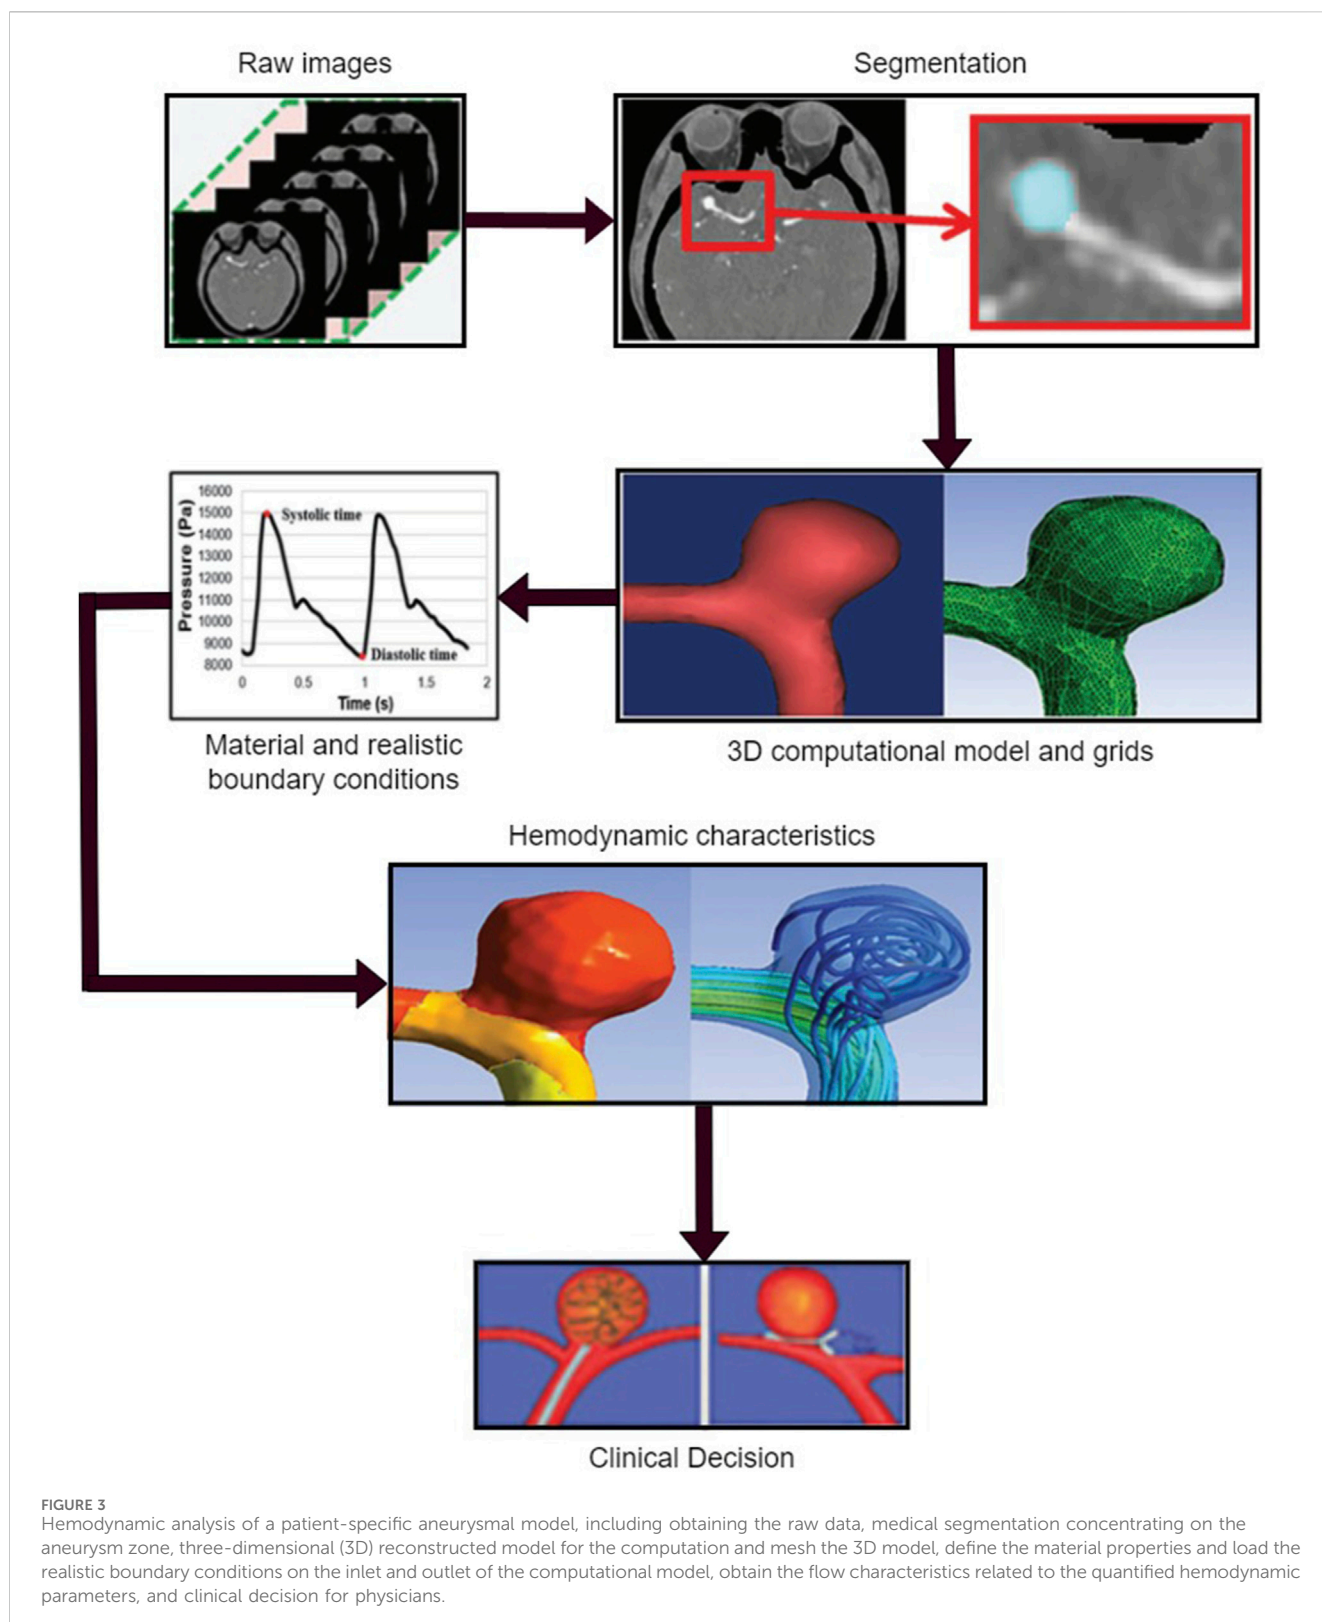 Raw images
Segmentation
16000
15000
14000
13000
12000
11000
10000
9000
8000
Pressure (Pa)
Systolic time
Diastolic time
0
0.5
1
1.5
2
Time (s)
Material and realistic
boundary conditions
3D computational model and grids
Hemodynamic characteristics
Clinical Decision
FIGURE 3
Hemodynamic analysis of a patient-specific aneurysmal model, including obtaining the raw data, medical segmentation concentrating on the
aneurysm zone, three-dimensional (3D) reconstructed model for the computation and mesh the 3D model, define the material properties and load the
realistic boundary conditions on the inlet and outlet of the computational model, obtain the flow characteristics related to the quantified hemodynamic
parameters, and clinical decision for physicians.